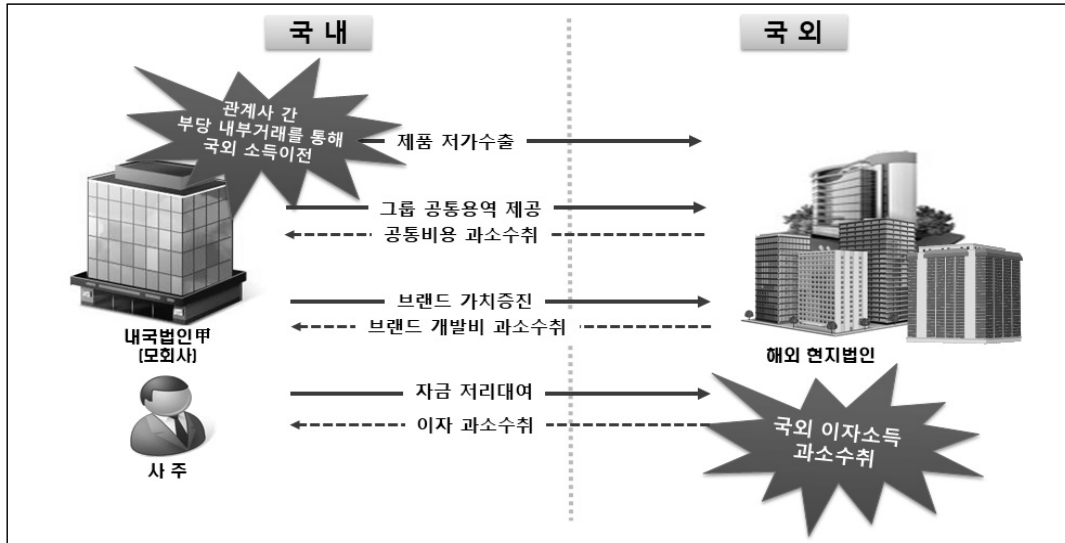 국 내
국 외
관계사 간
부당 내부거래를 통해
국외 소득이전
제품 저가수출
그룹 공통용역 제공
공통비용 과소수취
브랜드 가치증진
브랜드 개발비 과소수취
내국법인甲
(모회사)
해외 현지법인
자금 저리대여
이자 과소수취
사 주
국외 이자소득
과소수취